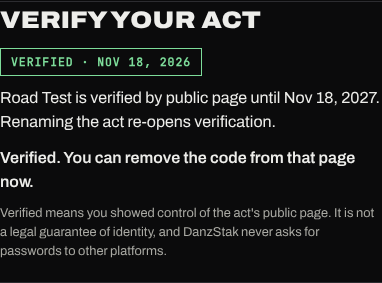 VERIFY YOUR ACT
VERIFIED · NOV 18, 2026
Road Test is verified by public page until Nov 18, 2027.
Renaming the act re-opens verification.
Verified. You can remove the code from that page
now.
Verified means you showed control of the act's public page. It is not
a legal guarantee of identity, and DanzStak never asks for
passwords to other platforms.